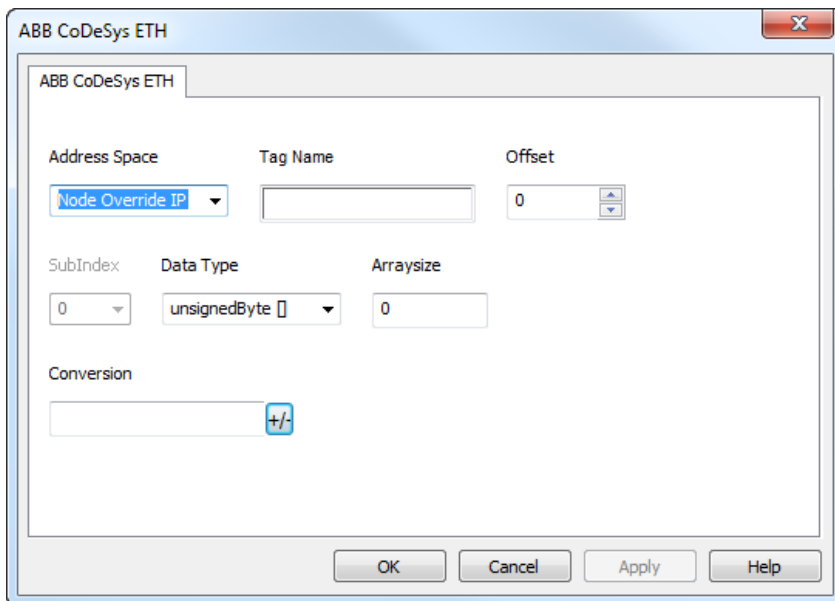 ABB CoDeSys ETH
ABB CoDeSys ETH
Address Space Tag Name Offset
Node Override IP 0
SubIndex Data Type Arraysize
0 unsignedByte [] 0
Conversion
+/-
OK Cancel Apply Help